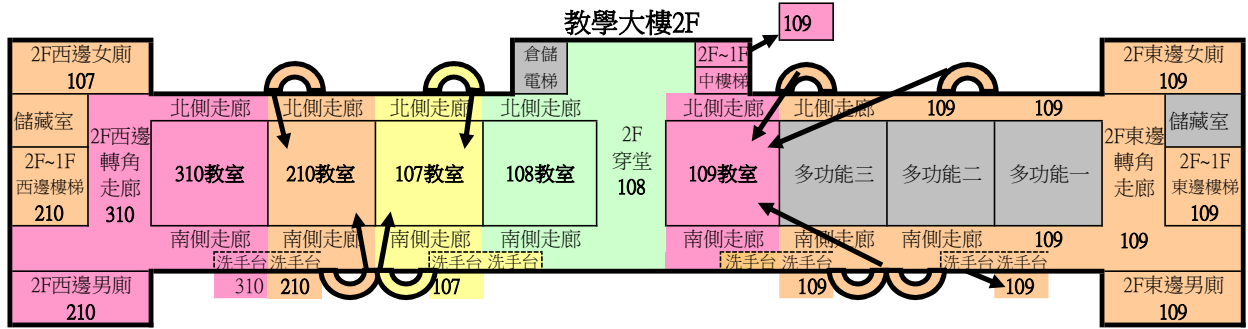 教學大樓2F
109
2F西邊女廁
107
倉儲
電梯
2F~1F
中樓梯
2F東邊女廁
109
北側走廊
北側走廊
北側走廊
北側走廊
北側走廊
北側走廊
109
109
儲藏室
2F西邊
轉角
走廊
310
310教室
210教室
107教室
108教室
2F
穿堂
108
109教室
多功能三
多功能二
多功能一
2F東邊
轉角
走廊
109
儲藏室
2F~1F
西邊樓梯
210
2F~1F
東邊樓梯
109
南側走廊
南側走廊
南側走廊
南側走廊
南側走廊
南側走廊
南側走廊
109
洗手台
洗手台
洗手台
洗手台
洗手台
洗手台
洗手台
洗手台
310
210
107
109
109
2F西邊男廁
210
2F東邊男廁
109